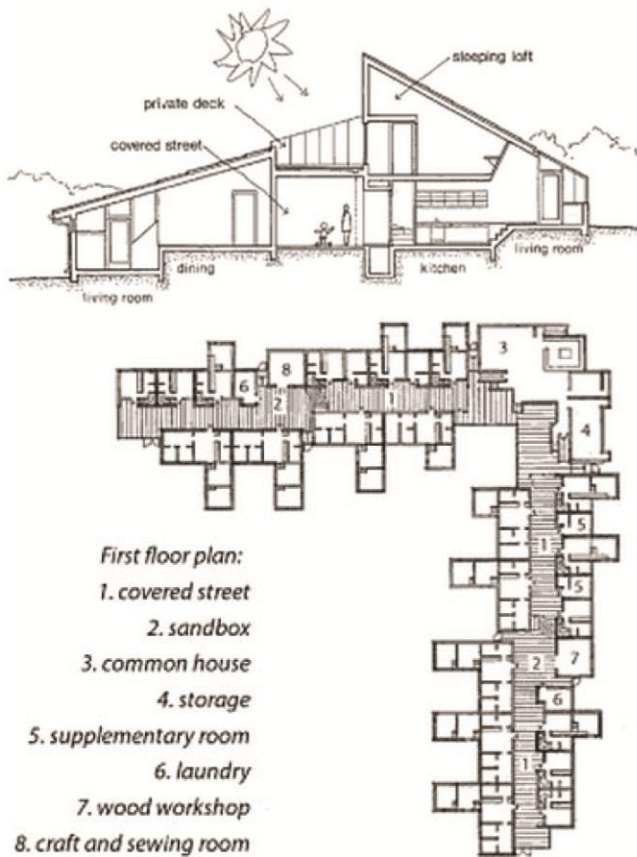 sleeping loft
private deck
covered street
dining
kitchen
living room
living room
3
8
6
2
1
4
5
1
5
2
7
6
1
First floor plan:
1. covered street
2. sandbox
3. common house
4. storage
5. supplementary room
6. laundry
7. wood workshop
8. craft and sewing room